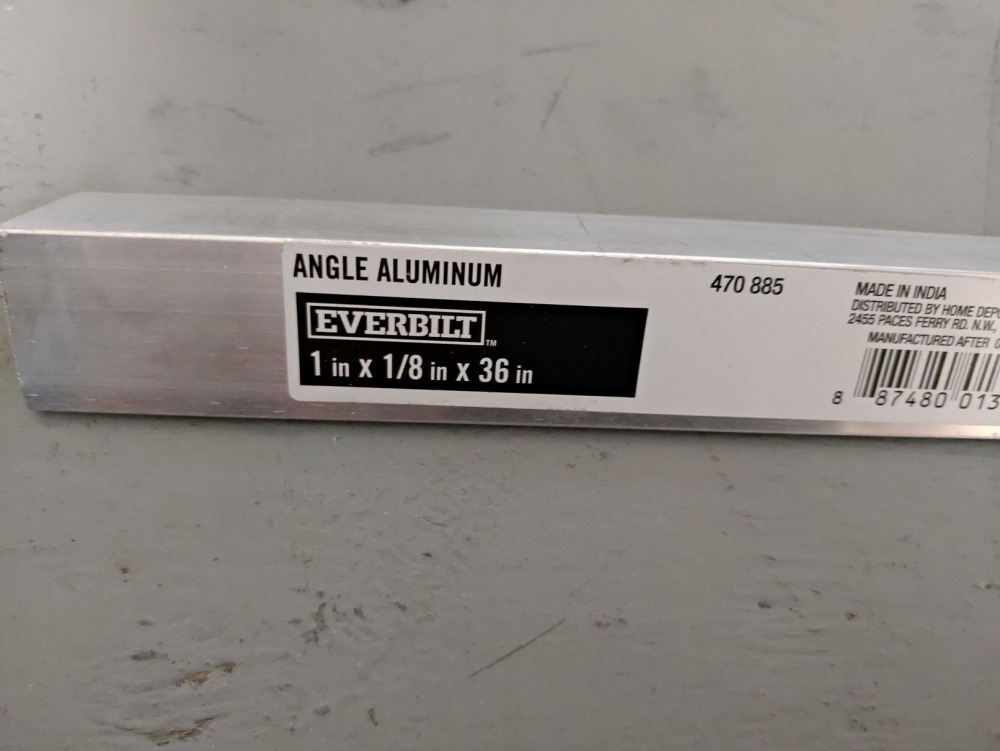 ANGLE ALUMINUM
EVERBILT™
1 in x 1/8 in x 36 in
470 885
MADE IN INDIA
DISTRIBUTED BY HOME
2455 PACES FERRY RD. N.W.,
MANUFACTURED AFTER
8 87480 013